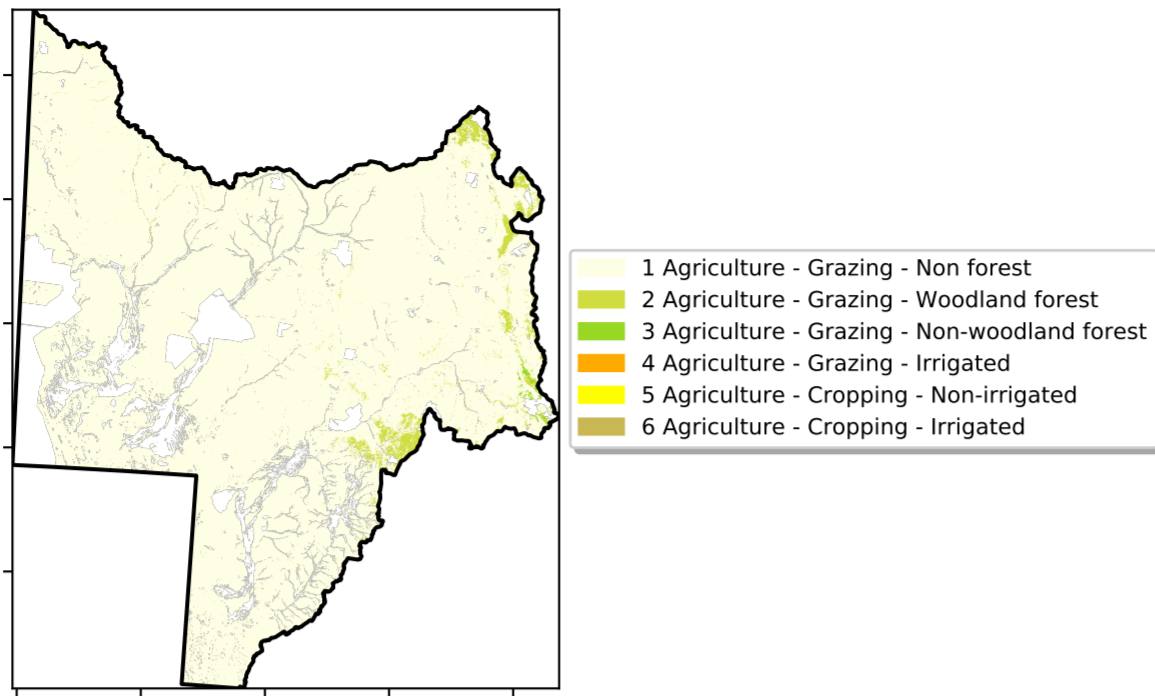 1 Agriculture - Grazing - Non forest
2 Agriculture - Grazing - Woodland forest
3 Agriculture - Grazing - Non-woodland forest
4 Agriculture - Grazing - Irrigated
5 Agriculture - Cropping - Non-irrigated
6 Agriculture - Cropping - Irrigated